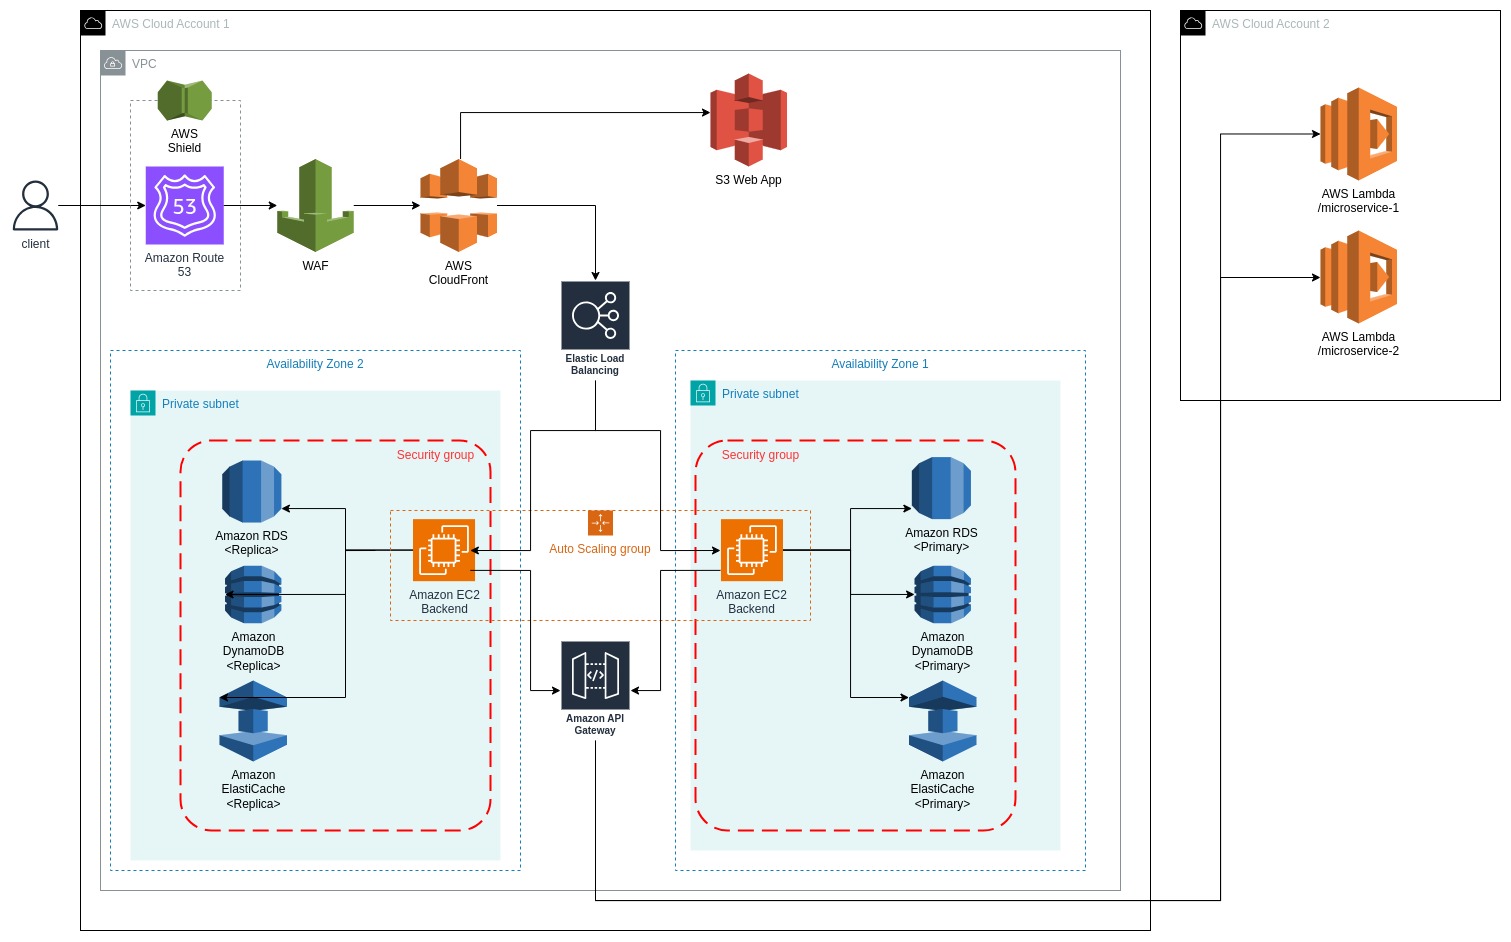 AWS Cloud Account 1
AWS Cloud Account 2
VPC
AWS
Shield
53
Amazon Route
53
client
WAF
AWS
CloudFront
S3 Web App
AWS Lambda
/microservice-1
AWS Lambda
/microservice-2
Elastic Load
Balancing
Availability Zone 2
Private subnet
Security group
Amazon RDS
<Replica>
Amazon
DynamoDB
<Replica>
Amazon
ElastiCache
<Replica>
Amazon EC2
Backend
Auto Scaling group
</>
Amazon API
Gateway
Availability Zone 1
Private subnet
Security group
Amazon EC2
Backend
Amazon RDS
<Primary>
Amazon
DynamoDB
<Primary>
Amazon
ElastiCache
<Primary>